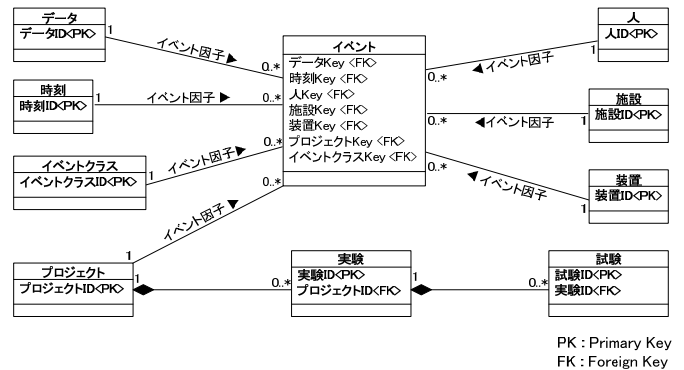 データ
データID<PK>
1
イベント因子 ▶
0..*
時刻
時刻ID<PK>
1
イベント因子 ▶
0..*
イベントクラス
イベントクラスID<PK>
1
イベント因子 ▶
0..*
イベント
データKey <FK>
時刻Key <FK>
人Key <FK>
施設Key <FK>
装置Key <FK>
プロジェクトKey <FK>
イベントクラスKey <FK>
人
人ID<PK>
1
◀イベント因子
0..*
施設
施設ID<PK>
1
◀イベント因子
0..*
装置
装置ID<PK>
1
◀イベント因子
0..*
0..*
イベント因子 ▶
1
プロジェクト
プロジェクトID<PK>
1
0..*
実験
実験ID<PK>
プロジェクトID<FK>
1
0..*
試験
試験ID<PK>
実験ID<FK>
PK : Primary Key
FK : Foreign Key